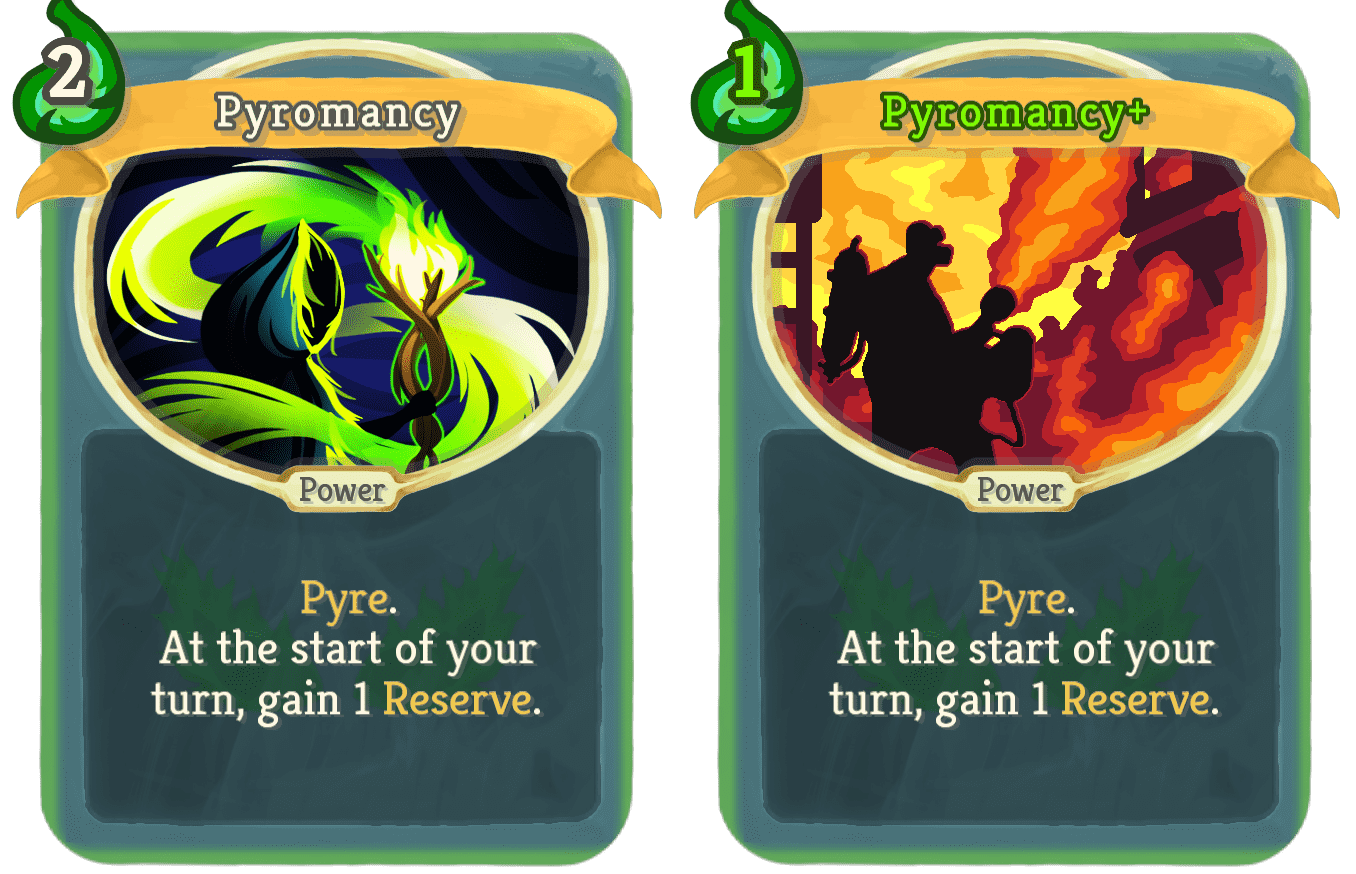 2
Pyromancy
Power
Pyre.
At the start of your
turn, gain 1 Reserve.
1
Pyromancy+
Power
Pyre.
At the start of your
turn, gain 1 Reserve.